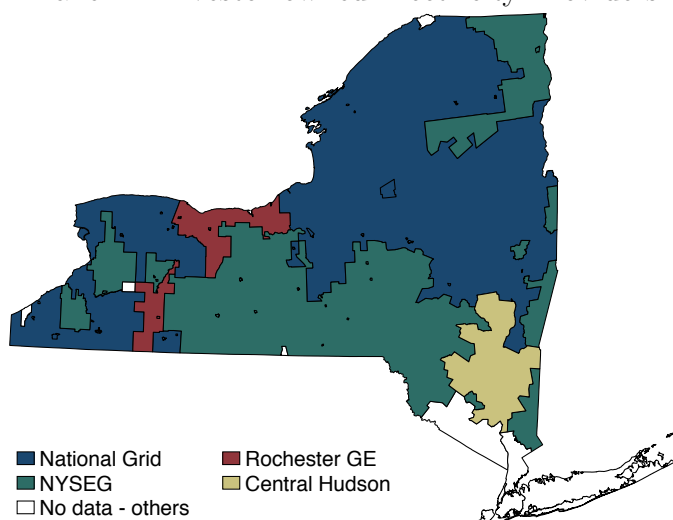 National Grid
Rochester GE
NYSEG
Central Hudson
No data - others